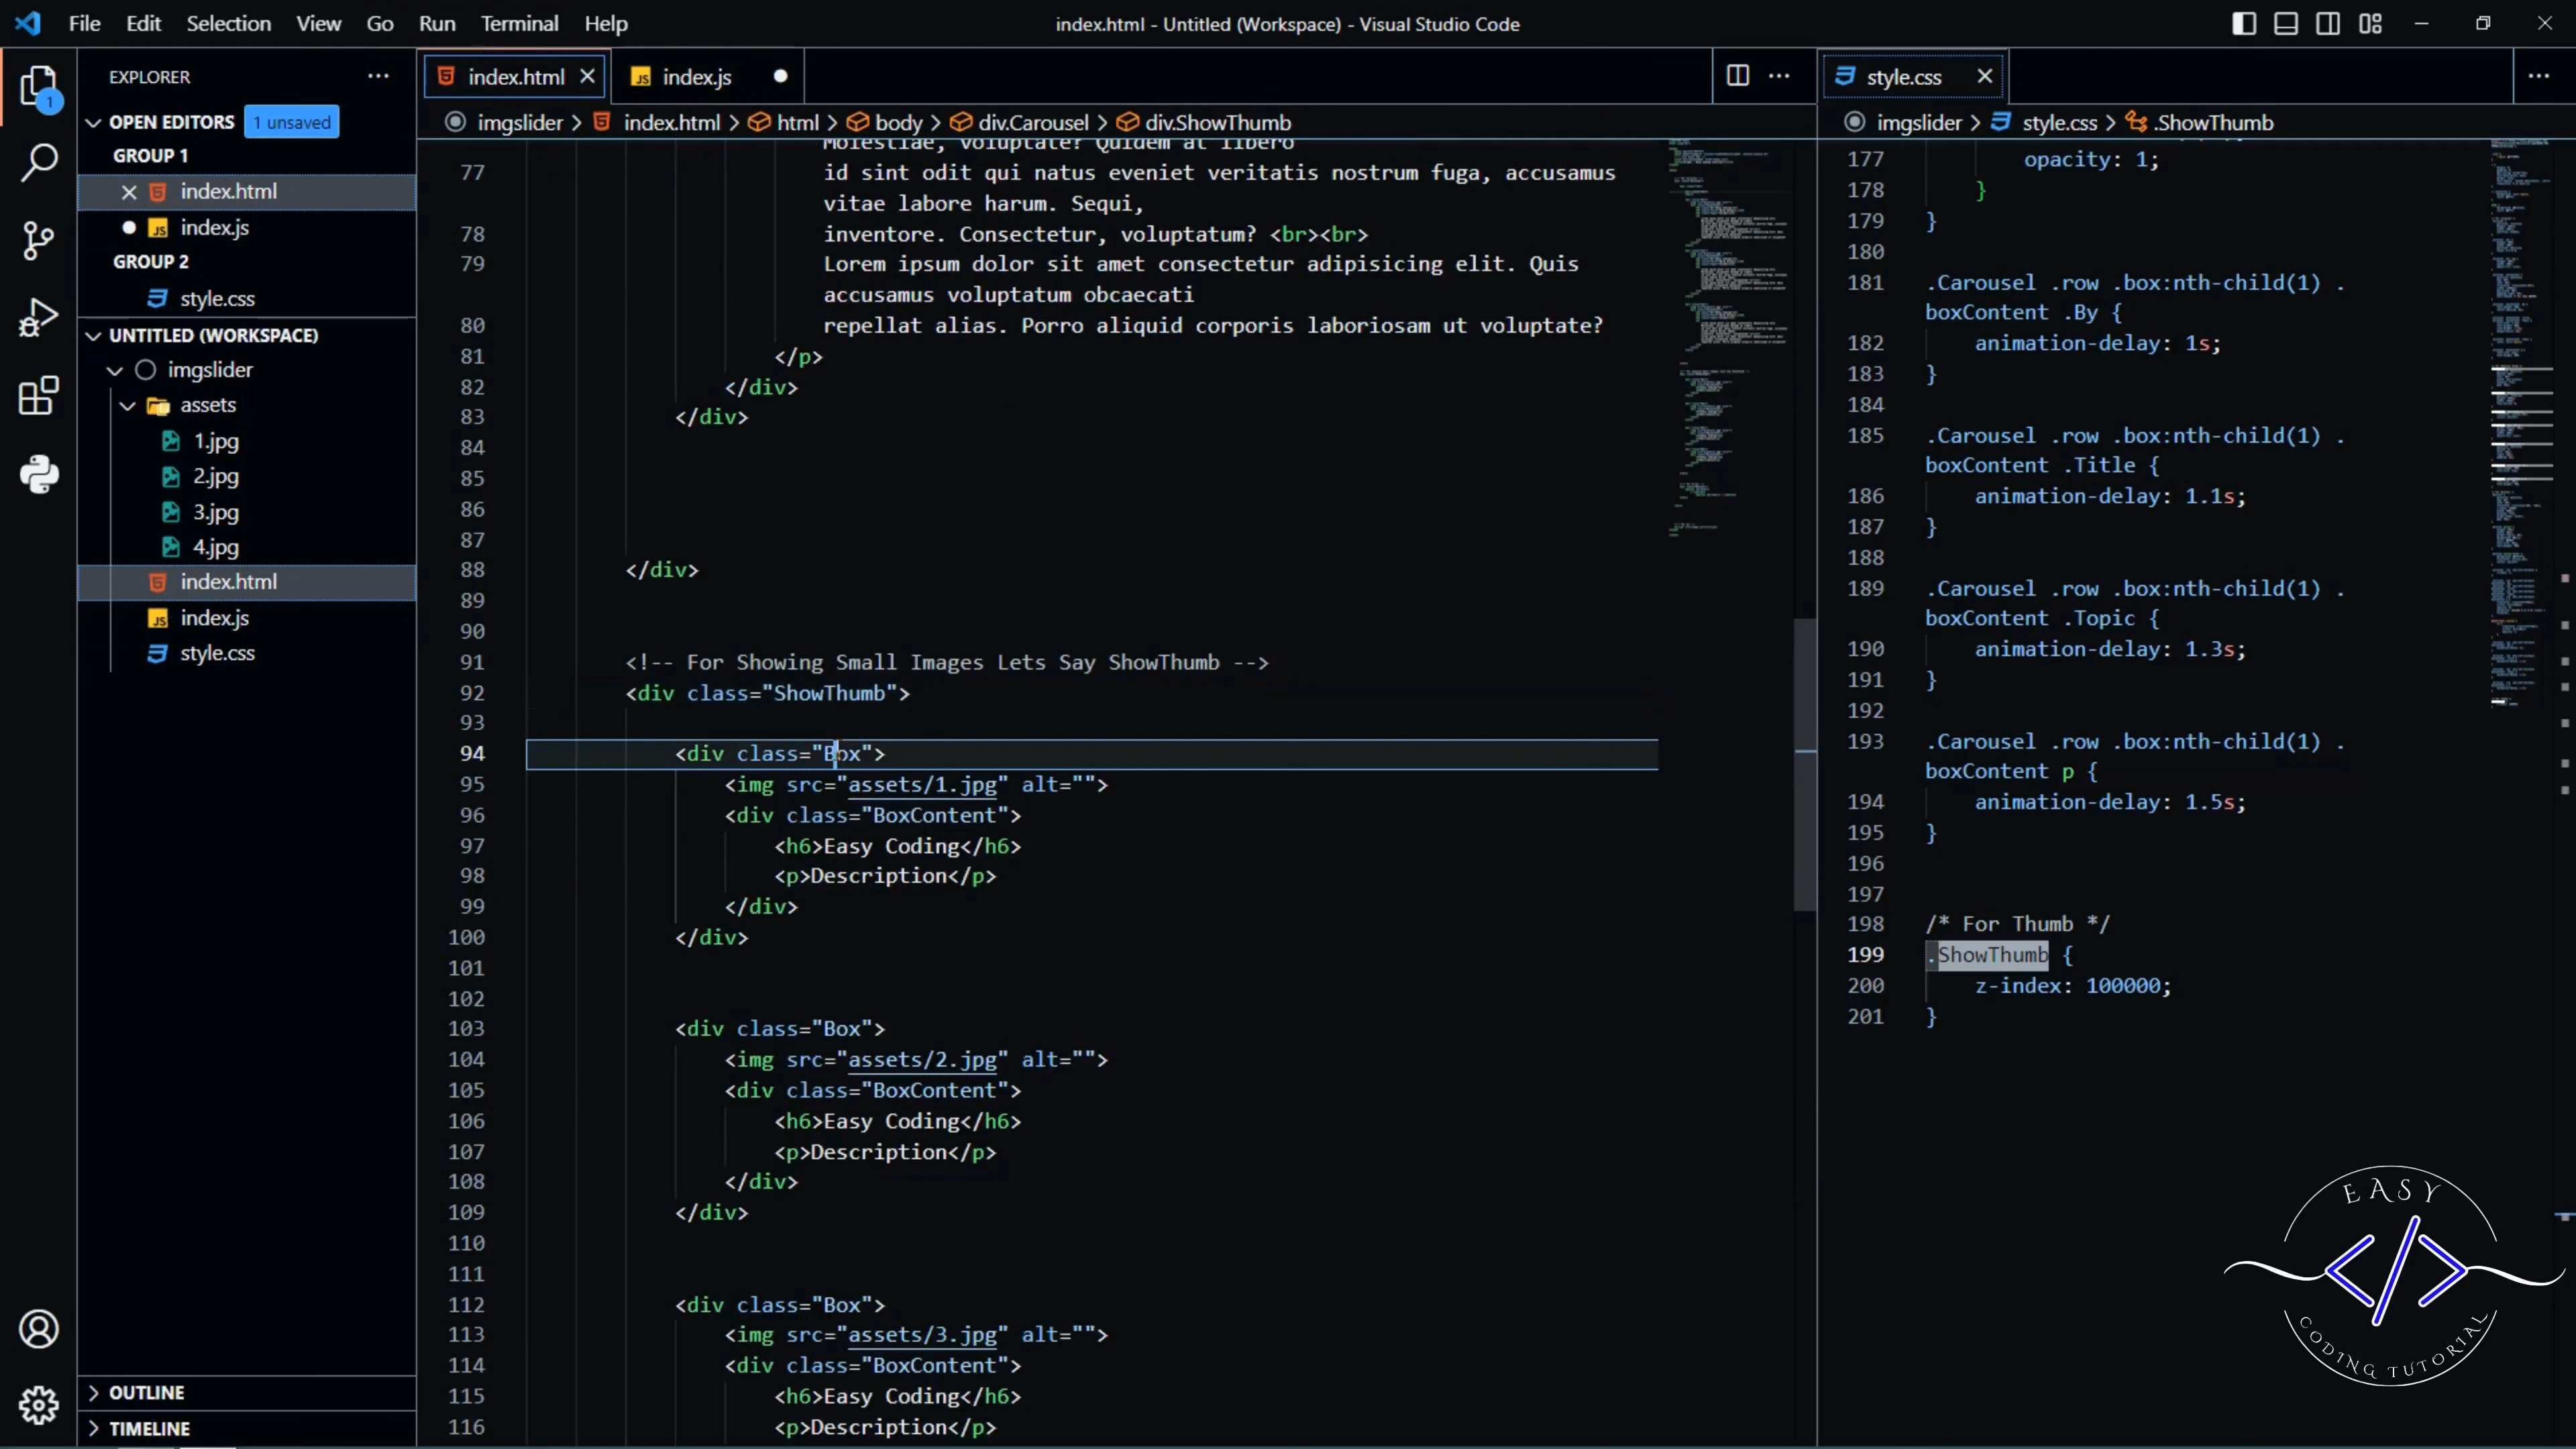 File Edit Selection View Go Run Terminal Help
index.html - Untitled (Workspace) - Visual Studio Code
EXPLORER
OPEN EDITORS 1 unsaved
GROUP 1
index.html
index.js
GROUP 2
style.css
UNTITLED (WORKSPACE)
imgslider
assets
1.jpg
2.jpg
3.jpg
4.jpg
index.html
index.js
style.css
OUTLINE
TIMELINE
1
index.html index.js
imgslider > index.html > html > body > div.Carousel > div.ShowThumb
Molestiae, voluptate? Quidem at libero
77 id sint odit qui natus eveniet veritatis nostrum fuga, accusamus
vitae labore harum. Sequi,
78 inventore. Consectetur, voluptatum? <br><br>
79 Lorem ipsum dolor sit amet consectetur adipisicing elit. Quis
accusamus voluptatum obcaecati
80 repellat alias. Porro aliquid corporis laboriosam ut voluptate?
81 </p>
82 </div>
83 </div>
84
85
86
87
88 </div>
89
90
91 <!-- For Showing Small Images Lets Say ShowThumb -->
92 <div class="ShowThumb">
93
94 <div class="Box">
95 <img src="assets/1.jpg" alt="">
96 <div class="BoxContent">
97 <h6>Easy Coding</h6>
98 <p>Description</p>
99 </div>
100 </div>
101
102
103 <div class="Box">
104 <img src="assets/2.jpg" alt="">
105 <div class="BoxContent">
106 <h6>Easy Coding</h6>
107 <p>Description</p>
108 </div>
109 </div>
110
111
112 <div class="Box">
113 <img src="assets/3.jpg" alt="">
114 <div class="BoxContent">
115 <h6>Easy Coding</h6>
116 <p>Description</p>
style.css
imgslider > style.css > .ShowThumb
177 opacity: 1;
178 }
179 }
180
181 .Carousel .row .box:nth-child(1) .
boxContent .By {
182 animation-delay: 1s;
183 }
184
185 .Carousel .row .box:nth-child(1) .
boxContent .Title {
186 animation-delay: 1.1s;
187 }
188
189 .Carousel .row .box:nth-child(1) .
boxContent .Topic {
190 animation-delay: 1.3s;
191 }
192
193 .Carousel .row .box:nth-child(1) .
boxContent p {
194 animation-delay: 1.5s;
195 }
196
197
198 /* For Thumb */
199 .ShowThumb {
200 z-index: 100000;
201 }
EASY
</>
CODING TUTORIAL